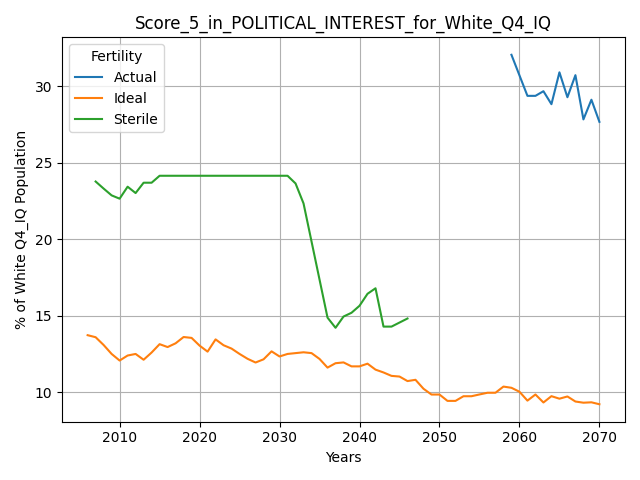 Score_5_in_POLITICAL_INTEREST_for_White_Q4_IQ
Fertility
Actual
Ideal
Sterile
% of White Q4_IQ Population
30
25
20
15
10
2010 2020 2030 2040 2050 2060 2070
Years